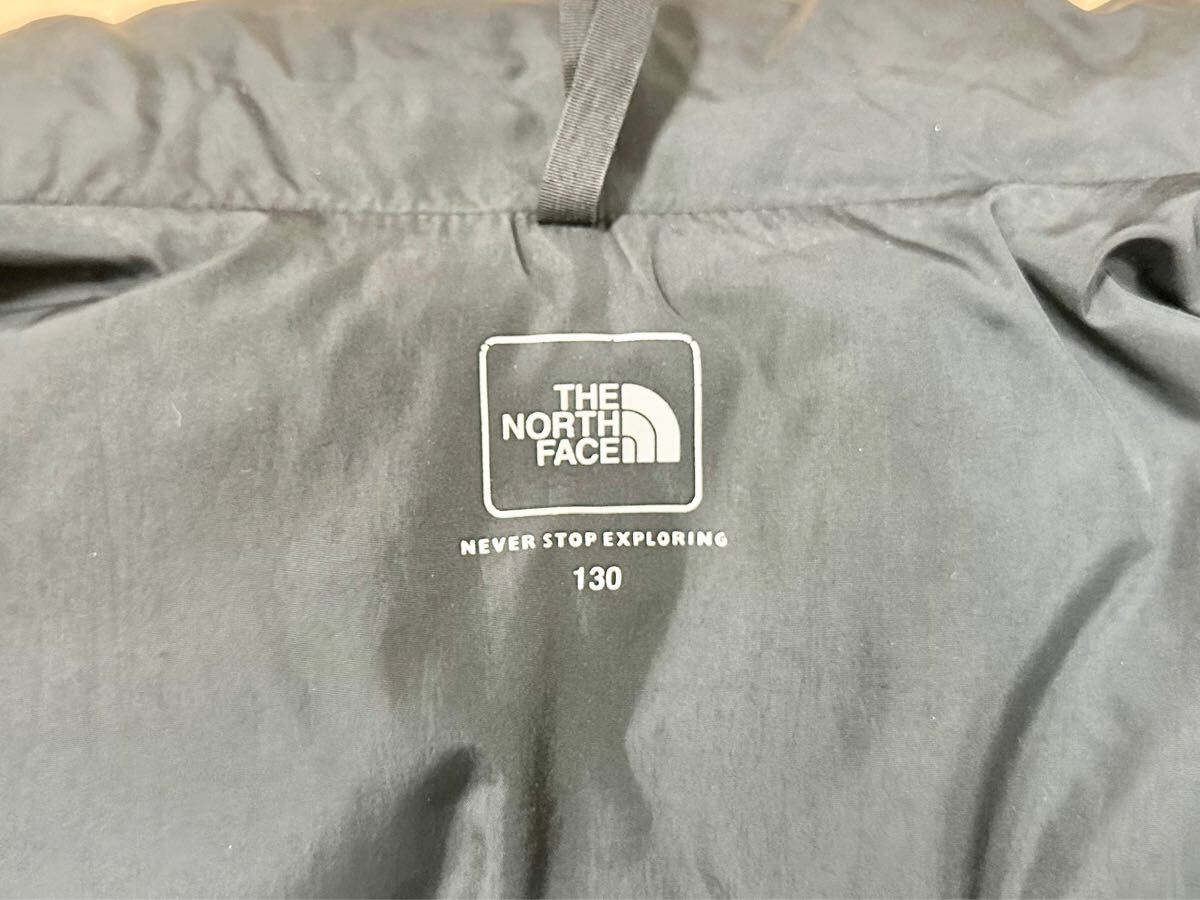 THE
NORTH
FACE
NEVER STOP EXPLORING
130